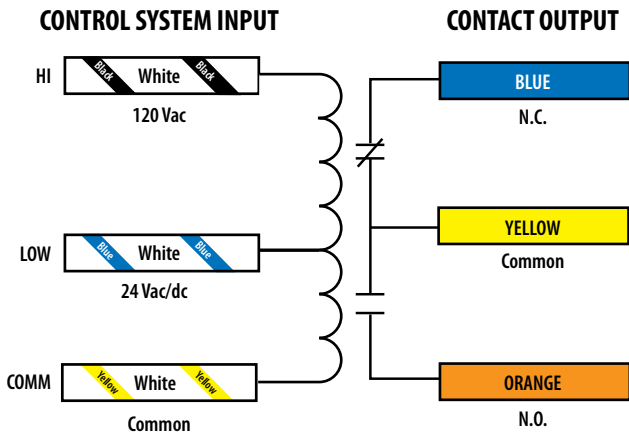 CONTROL SYSTEM INPUT
CONTACT OUTPUT
HI
Black White Black
120 Vac
BLUE
N.C.
LOW
Blue White Blue
24 Vac/dc
YELLOW
Common
COMM
Yellow White Yellow
Common
ORANGE
N.O.